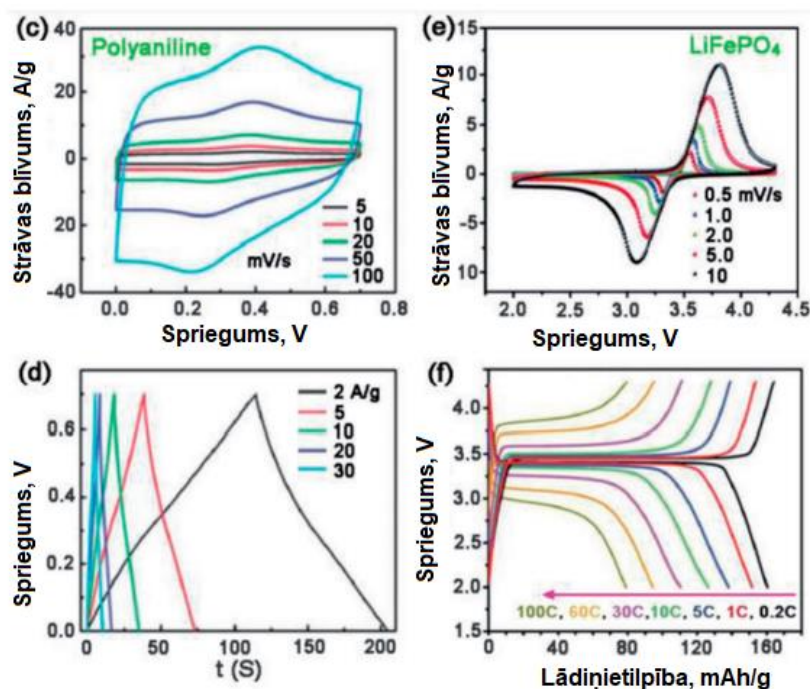 (c)
Polyaniline
Strāvas blīvums, A/g
40
20
0
20
-40
0.0 0.2 0.4 0.6 0.8
mV/s
5
10
20
50
100
Spriegums, V
(e)
LiFePO₄
Strāvas blīvums, A/g
10
5
0
-5
-10
2.0 2.5 3.0 3.5 4.0 4.5
0.5 mV/s
1.0
2.0
5.0
10
Spriegums, V
(d)
Spriegums, V
0.6
0.4
0.2
0.0
0 50 100 150 200
2 A/g
5
10
20
30
t (S)
(f)
Spriegums, V
4.0
3.5
3.0
2.5
2.0
1.5
0 40 80 120 160
100C, 60C, 30C, 10C, 5C, 1C, 0.2C
Lādiņietilpība, mAh/g